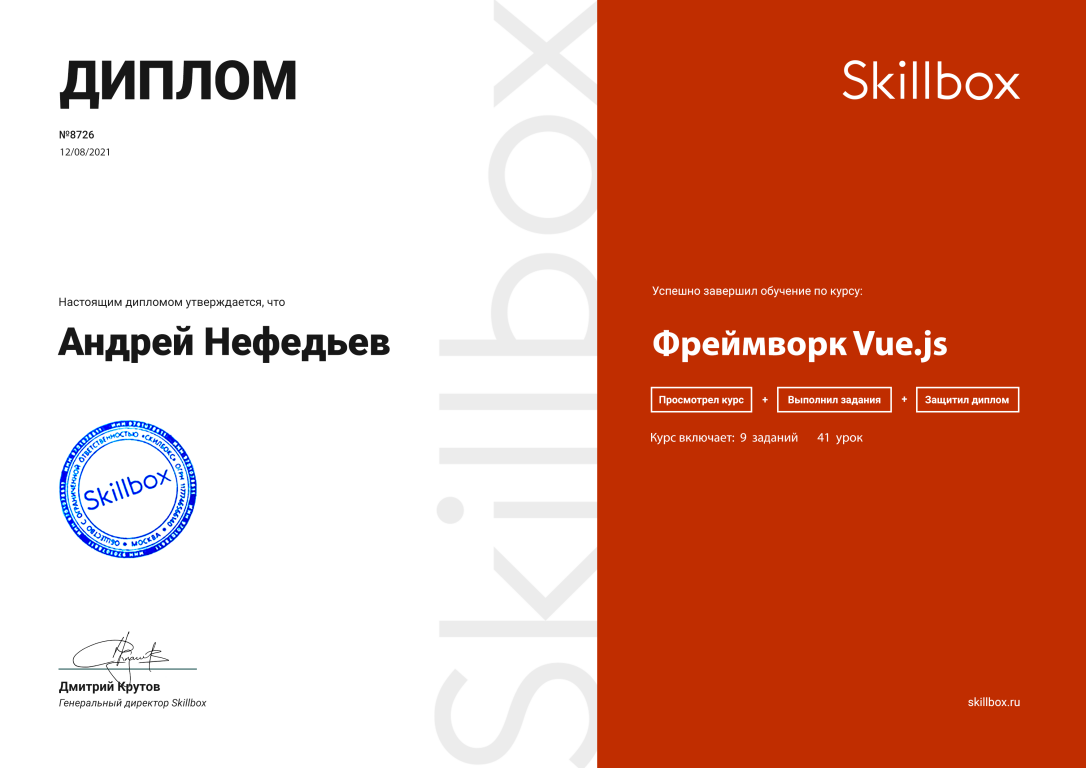 ДИПЛОМ
№8726
12/08/2021
Настоящим дипломом утверждается, что
Андрей Нефедьев
ОБЩЕСТВО С ОГРАНИЧЕННОЙ ОТВЕТСТВЕННОСТЬЮ «СКИЛБОКС»
МОСКВА
Skillbox
Дмитрий Крутов
Генеральный директор Skillbox
Skillbox
Skillbox
Успешно завершил обучение по курсу:
Фреймворк Vue.js
Просмотрел курс + Выполнил задания + Защитил диплом
Курс включает: 9 заданий 41 урок
skillbox.ru